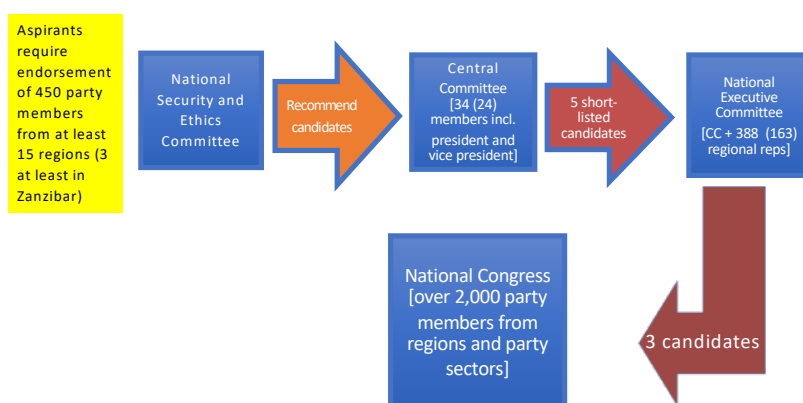 Aspirants
require
endorsement
of 450 party
members
from at least
15 regions (3
at least in
Zanzibar)
National
Security and
Ethics
Committee
Recommend
candidates
Central
Committee
[34 (24)
members incl.
president and
vice president]
5 short-
listed
candidates
National
Executive
Committee
[CC + 388 (163)
regional reps]
3 candidates
National Congress
[over 2,000 party
members from
regions and party
sectors]